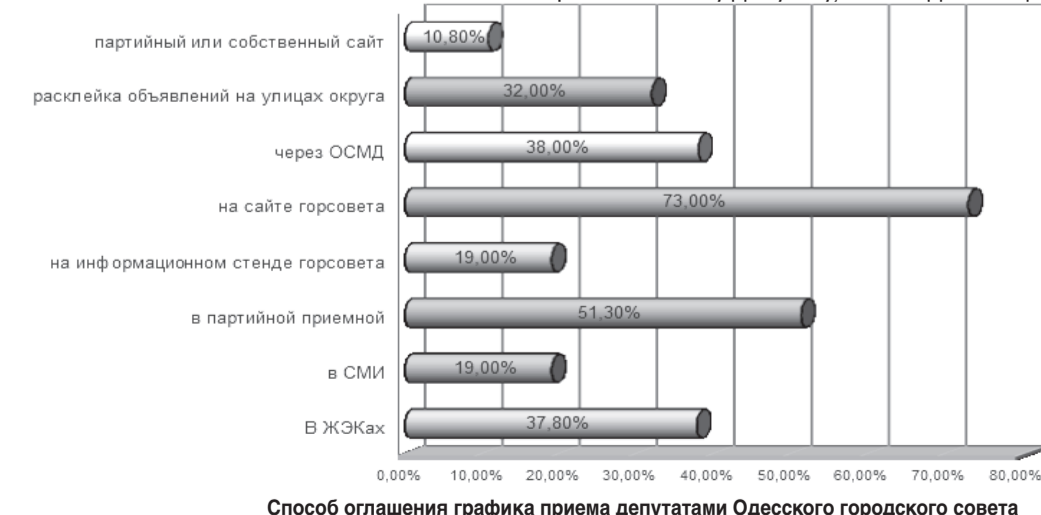 партийный или собственный сайт 10,80%
расклейка объявлений на улицах округа 32,00%
через ОСМД 38,00%
на сайте горсовета 73,00%
на информационном стенде горсовета 19,00%
в партийной приемной 51,30%
в СМИ 19,00%
В ЖЭКах 37,80%
0,00% 10,00% 20,00% 30,00% 40,00% 50,00% 60,00% 70,00% 80,00%
Способ оглашения графика приема депутатами Одесского городского совета